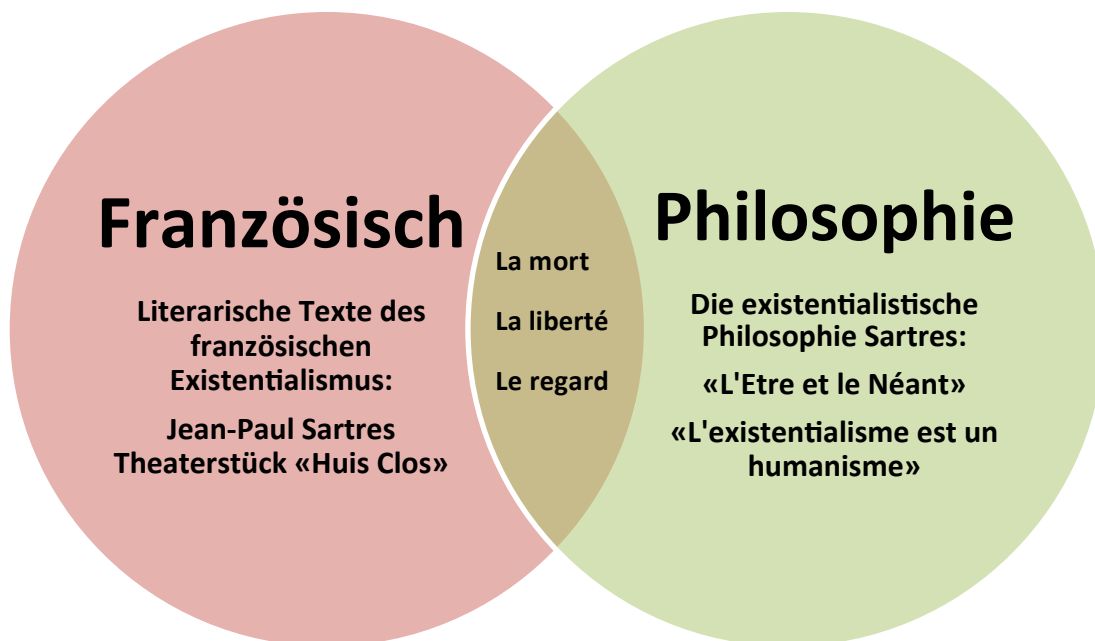 Französisch
Literarische Texte des
französischen
Existentialismus:
Jean-Paul Sartres
Theaterstück «Huis Clos»
La mort
La liberté
Le regard
Philosophie
Die existentialistische
Philosophie Sartres:
«L'Etre et le Néant»
«L'existentialisme est un
humanisme»